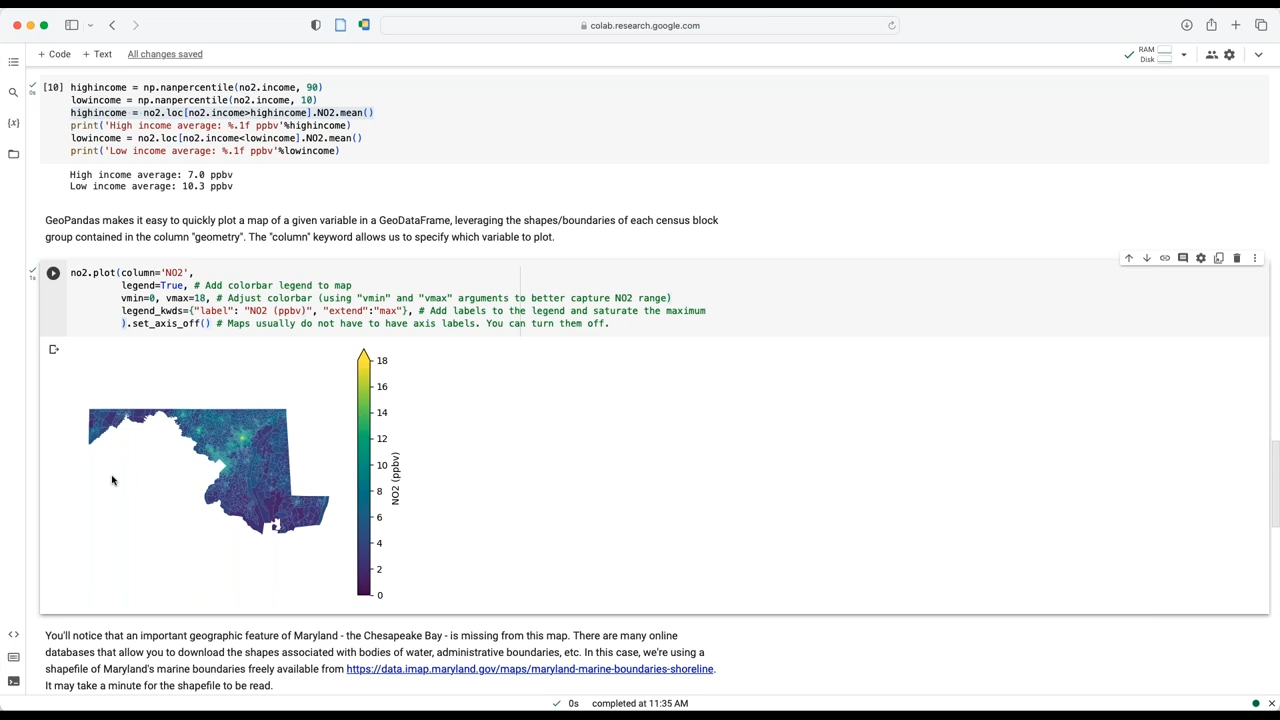 colab.research.google.com
+ Code + Text All changes saved
RAM
Disk
{x}
[10] highincome = np.nanpercentile(no2.income, 90)
0s
lowincome = np.nanpercentile(no2.income, 10)
highincome = no2.loc[no2.income>highincome].NO2.mean()
print('High income average: %.1f ppbv'%highincome)
lowincome = no2.loc[no2.income<lowincome].NO2.mean()
print('Low income average: %.1f ppbv'%lowincome)
High income average: 7.0 ppbv
Low income average: 10.3 ppbv
GeoPandas makes it easy to quickly plot a map of a given variable in a GeoDataFrame, leveraging the shapes/boundaries of each census block
group contained in the column "geometry". The "column" keyword allows us to specify which variable to plot.
1s
no2.plot(column='NO2',
legend=True, # Add colorbar legend to map
vmin=0, vmax=18, # Adjust colorbar (using "vmin" and "vmax" arguments to better capture NO2 range)
legend_kwds={"label": "NO2 (ppbv)", "extend":"max"}, # Add labels to the legend and saturate the maximum
).set_axis_off() # Maps usually do not have to have axis labels. You can turn them off.
18
16
14
12
10
8
6
4
2
0
NO2 (ppbv)
You'll notice that an important geographic feature of Maryland - the Chesapeake Bay - is missing from this map. There are many online
databases that allow you to download the shapes associated with bodies of water, administrative boundaries, etc. In this case, we're using a
shapefile of Maryland's marine boundaries freely available from https://data.imap.maryland.gov/maps/maryland-marine-boundaries-shoreline.
It may take a minute for the shapefile to be read.
0s completed at 11:35 AM